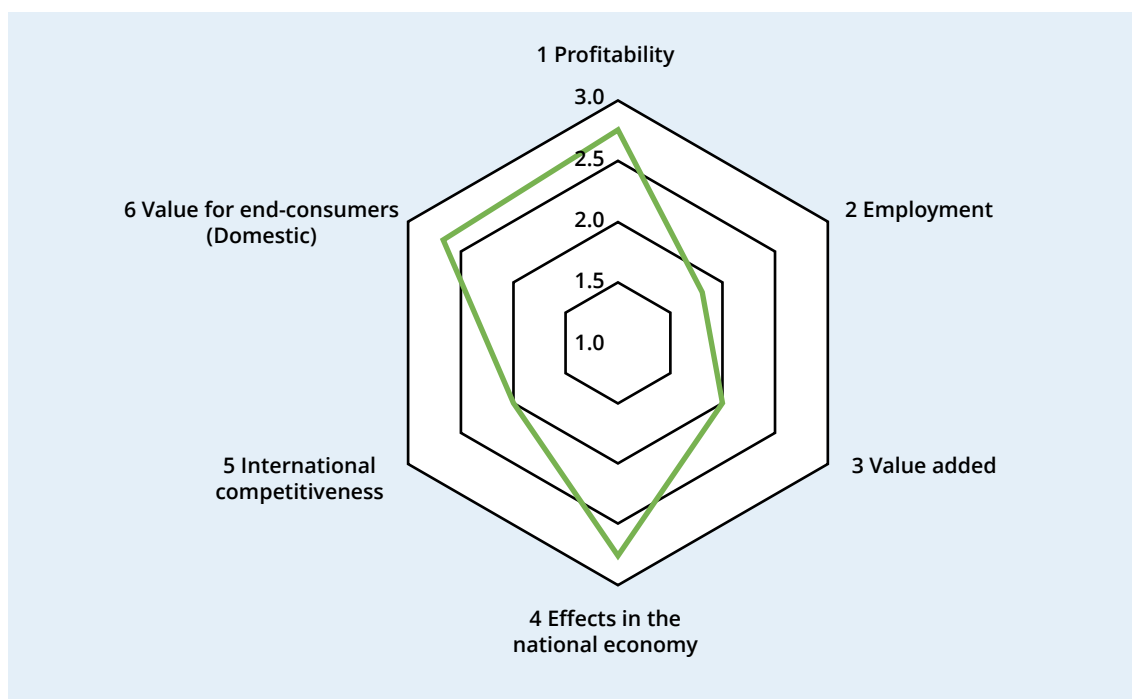 1 Profitability
3.0
2.5
6 Value for end-consumers
(Domestic)
2.0
2 Employment
1.5
1.0
5 International
competitiveness
3 Value added
4 Effects in the
national economy